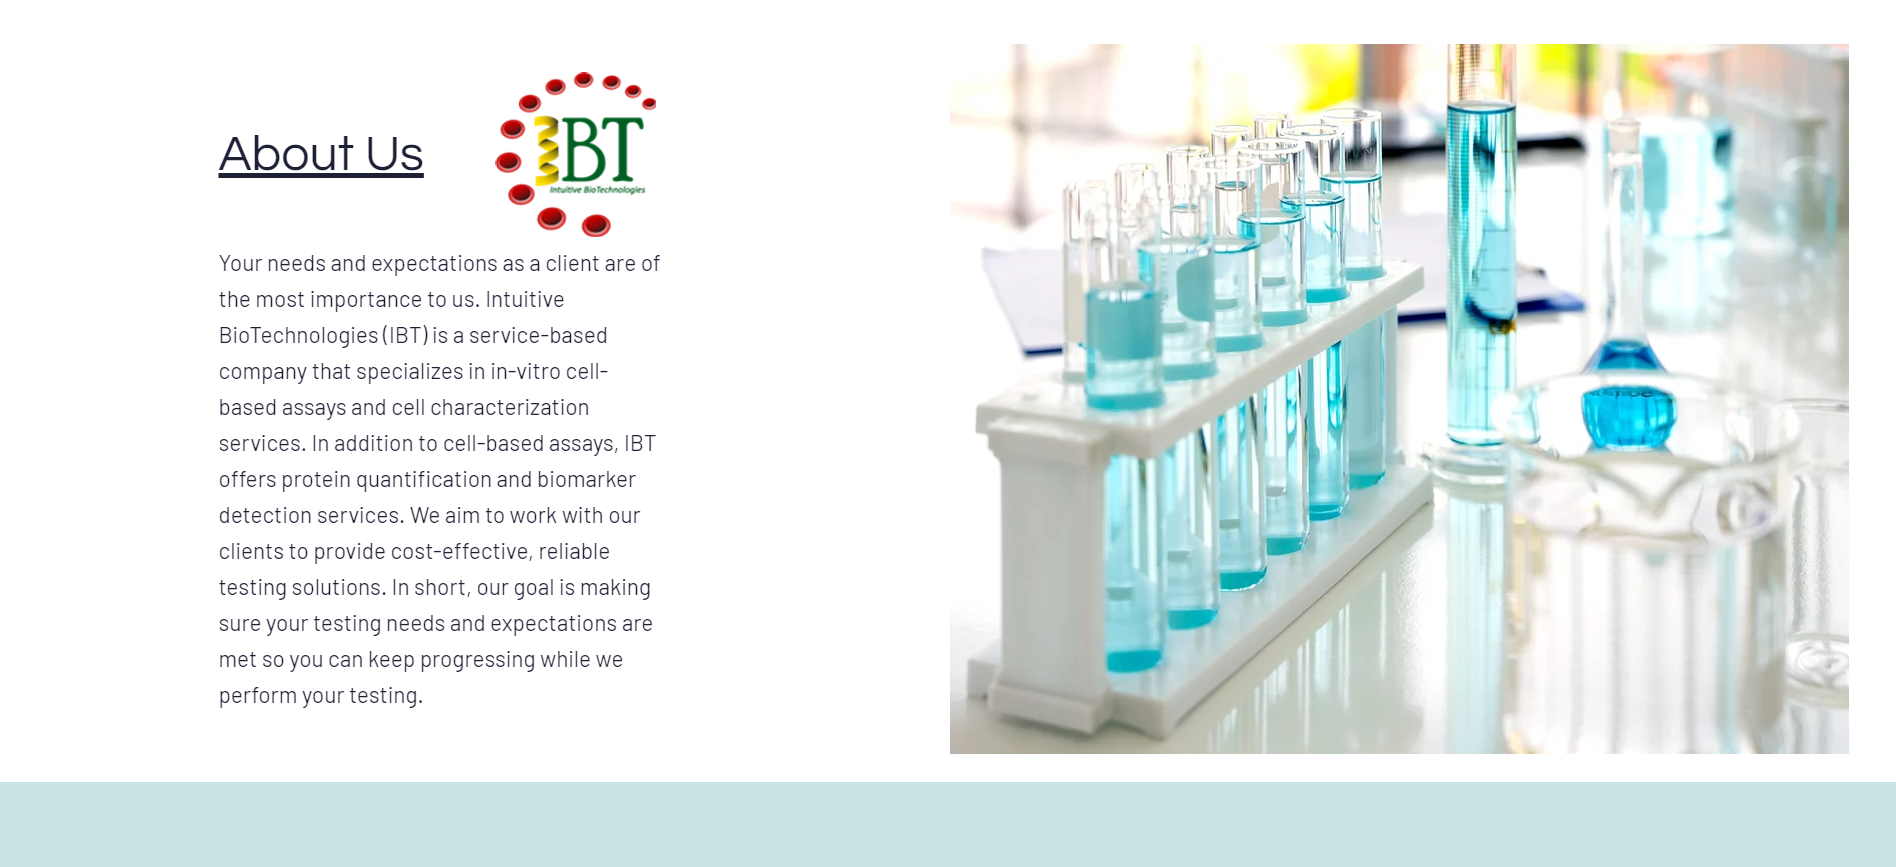 About Us
IBT
Intuitive BioTechnologies
Your needs and expectations as a client are of
the most importance to us. Intuitive
BioTechnologies (IBT) is a service-based
company that specializes in in-vitro cell-
based assays and cell characterization
services. In addition to cell-based assays, IBT
offers protein quantification and biomarker
detection services. We aim to work with our
clients to provide cost-effective, reliable
testing solutions. In short, our goal is making
sure your testing needs and expectations are
met so you can keep progressing while we
perform your testing.